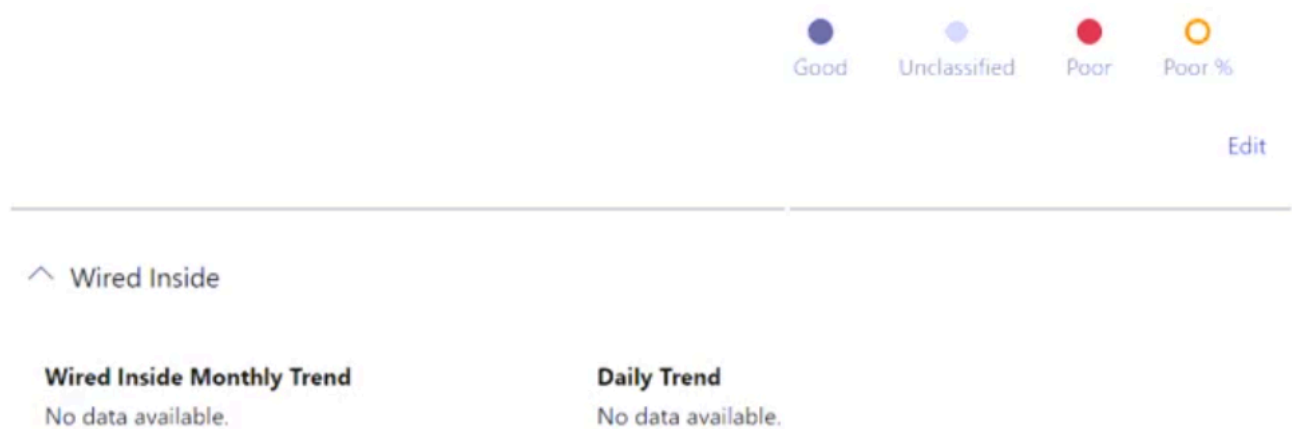 Good Unclassified Poor Poor %
Edit
Wired Inside
Wired Inside Monthly Trend Daily Trend
No data available. No data available.